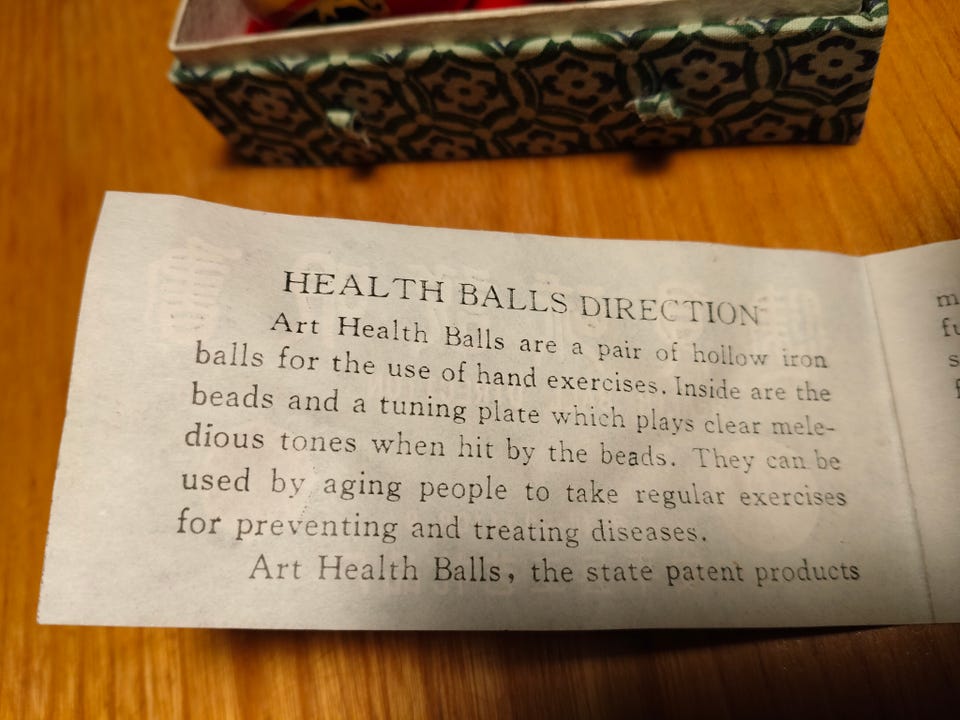 HEALTH BALLS DIRECTION
Art Health Balls are a pair of hollow iron
balls for the use of hand exercises. Inside are the
beads and a tuning plate which plays clear mele-
dious tones when hit by the beads. They can be
used by aging people to take regular exercises
for preventing and treating diseases.
Art Health Balls, the state patent products